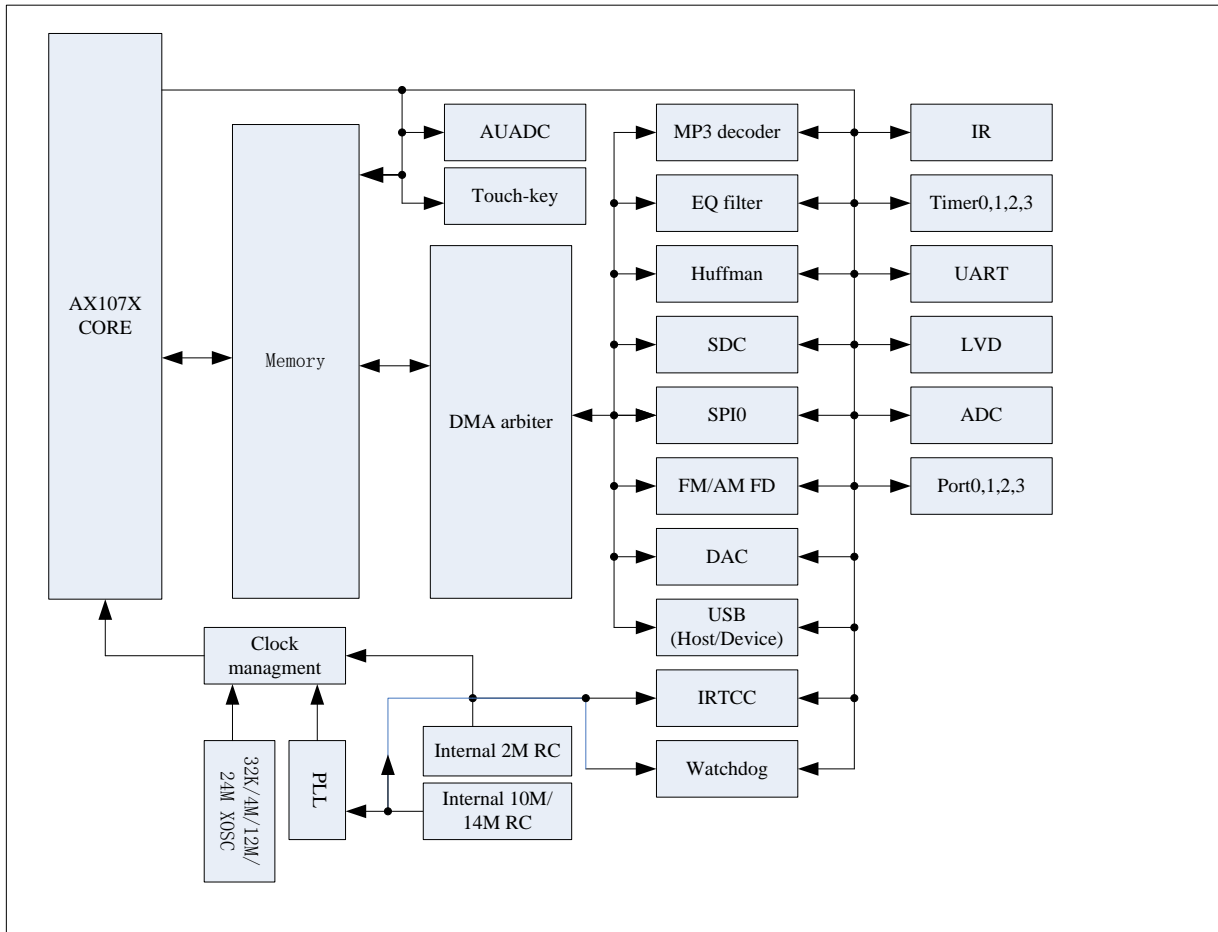 AX107X
CORE
Memory
AUADC
Touch-key
DMA arbiter
MP3 decoder
EQ filter
Huffman
SDC
SPI0
FM/AM FD
DAC
USB
(Host/Device)
IRTCC
Watchdog
IR
Timer0,1,2,3
UART
LVD
ADC
Port0,1,2,3
Clock
managment
32K/4M/12M/
24M XOSC
PLL
Internal 2M RC
Internal 10M/
14M RC